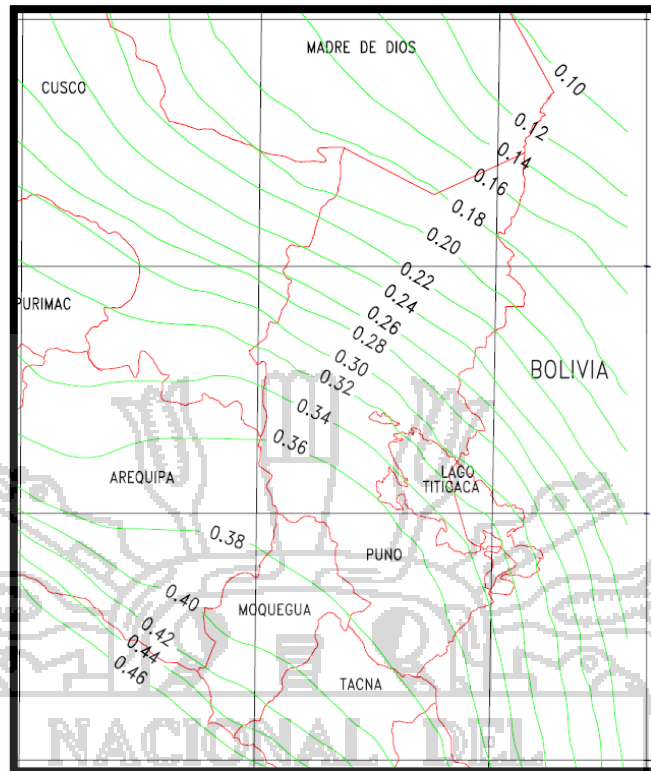 MADRE DE DIOS
CUSCO
0.10
0.12
0.14
0.16
0.18
0.20
0.22
0.24
0.26
0.28
0.30
0.32
0.34
0.36
PURIMAC
BOLIVIA
AREQUIPA
LAGO
TITICACA
0.38
PUNO
0.40
MOQUEGUA
0.42
0.44
0.46
TACNA
NACIONAL DEL